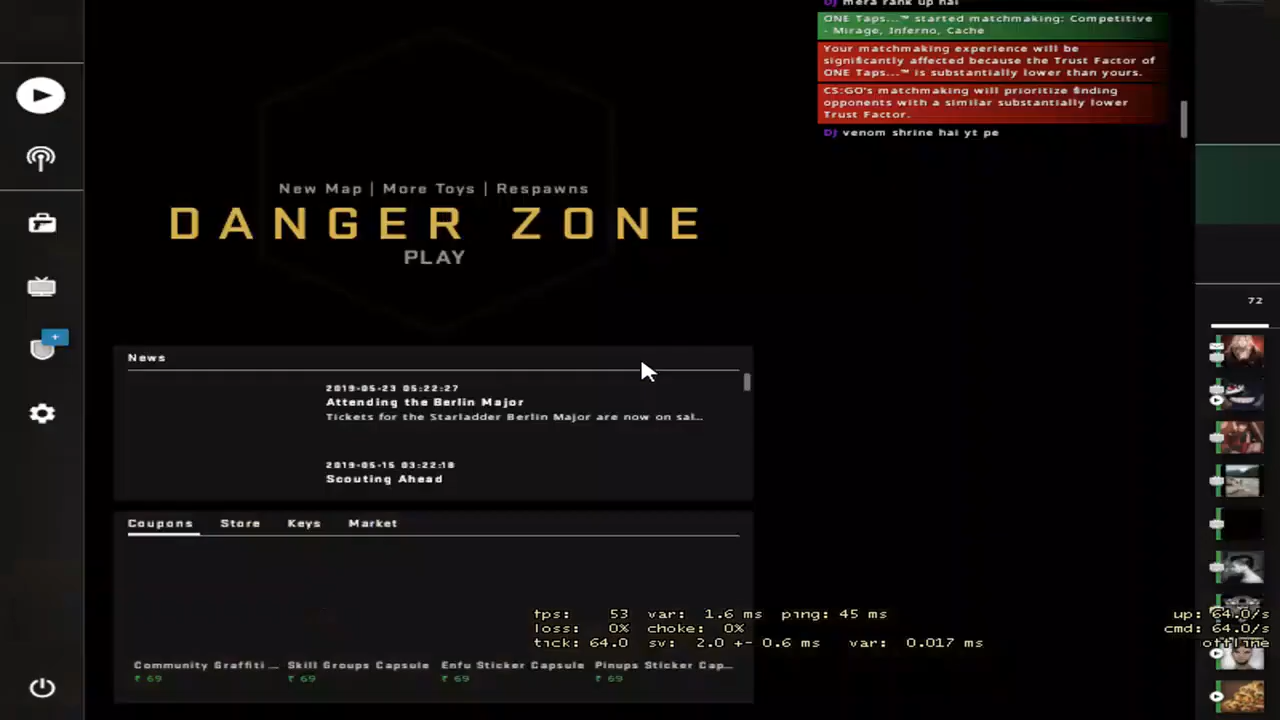 DJ mera rank up hai
ONE Taps...™ started matchmaking: Competitive
- Mirage, Inferno, Cache
Your matchmaking experience will be
significantly affected because the Trust Factor of
ONE Taps...™ is substantially lower than yours.
CS:GO's matchmaking will prioritize finding
opponents with a similar substantially lower
Trust Factor.
DJ venom shrine hai yt pe
New Map | More Toys | Respawns
DANGER ZONE
PLAY
72
News
2019-05-23 05:22:27
Attending the Berlin Major
Tickets for the Starladder Berlin Major are now on sal...
2019-05-15 03:22:18
Scouting Ahead
Coupons Store Keys Market
Community Graffiti ... Skill Groups Capsule Enfu Sticker Capsule Pinups Sticker Cap...
₹ 69 ₹ 69 ₹ 69 ₹ 69
fps: 53 var: 1.6 ms ping: 45 ms
loss: 0% choke: 0%
tick: 64.0 sv: 2.0 +- 0.6 ms var: 0.017 ms
up: 64.0/s
cmd: 64.0/s
offline